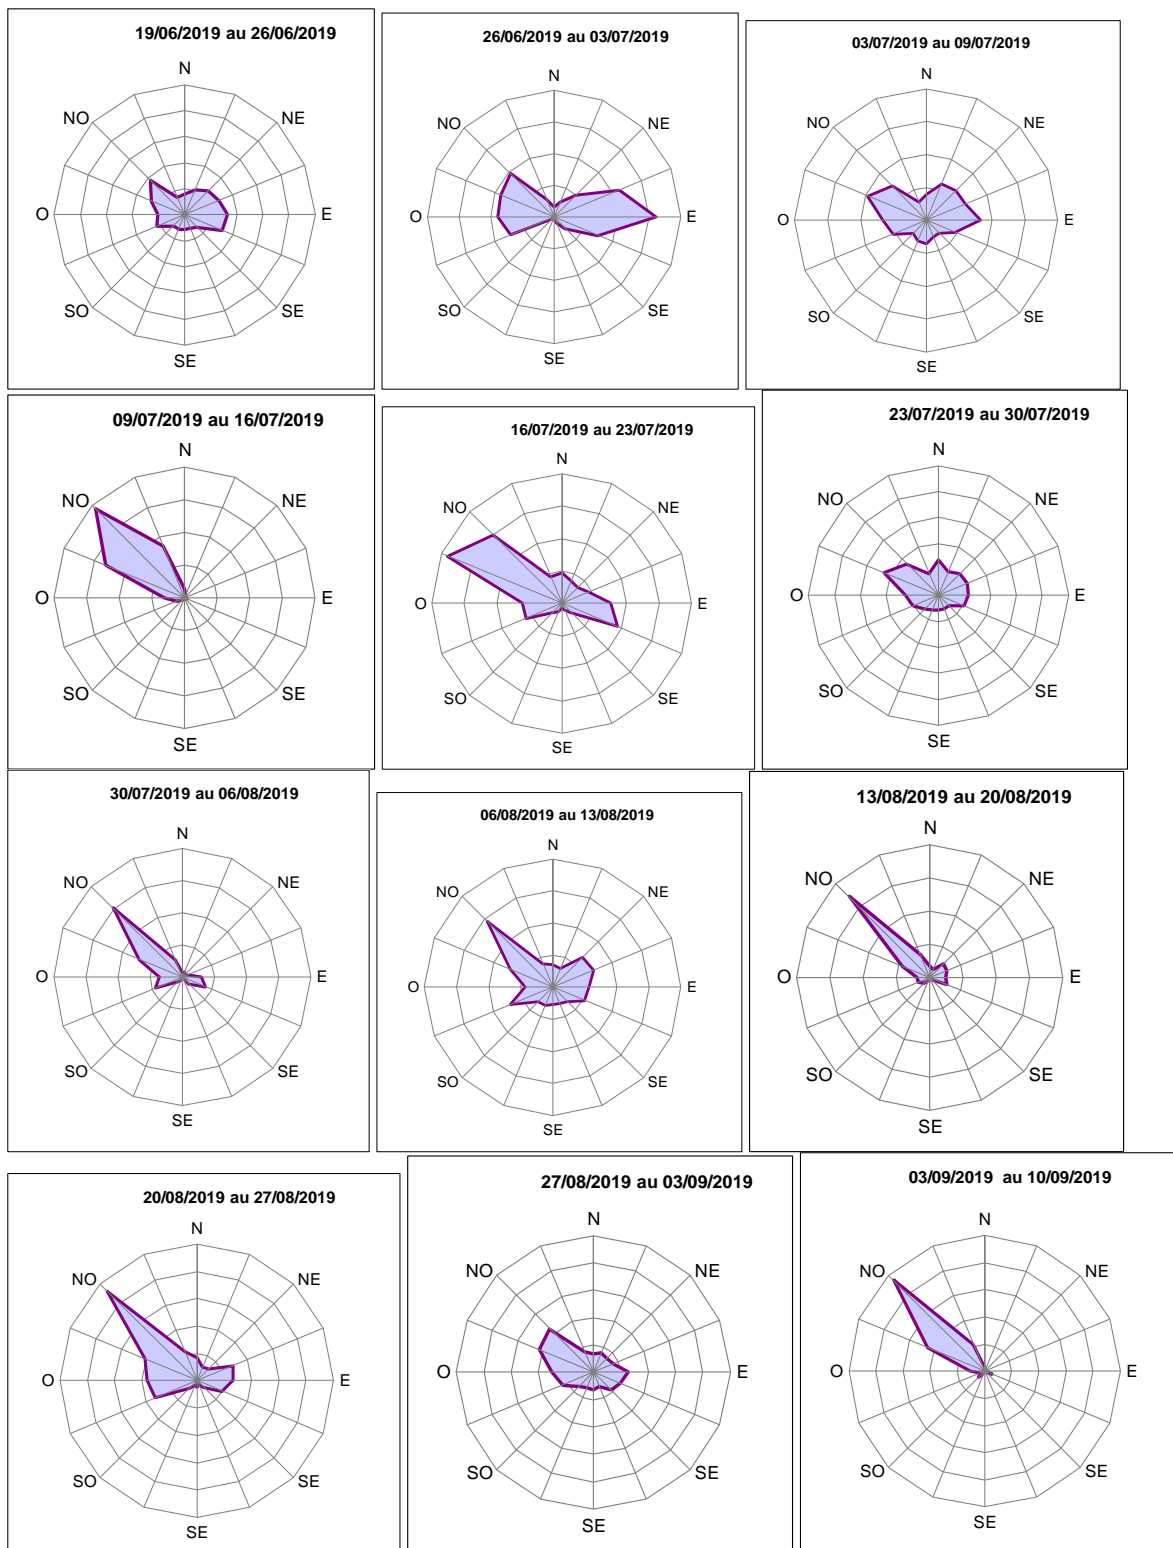 19/06/2019 au 26/06/2019
N
NO
NE
O
E
SO
SE
SE
26/06/2019 au 03/07/2019
N
NO
NE
O
E
SO
SE
SE
03/07/2019 au 09/07/2019
N
NO
NE
O
E
SO
SE
SE
09/07/2019 au 16/07/2019
N
NO
NE
O
E
SO
SE
SE
16/07/2019 au 23/07/2019
N
NO
NE
O
E
SO
SE
SE
23/07/2019 au 30/07/2019
N
NO
NE
O
E
SO
SE
SE
30/07/2019 au 06/08/2019
N
NO
NE
O
E
SO
SE
SE
06/08/2019 au 13/08/2019
N
NO
NE
O
E
SO
SE
SE
13/08/2019 au 20/08/2019
N
NO
NE
O
E
SO
SE
SE
20/08/2019 au 27/08/2019
N
NO
NE
O
E
SO
SE
SE
27/08/2019 au 03/09/2019
N
NO
NE
O
E
SO
SE
SE
03/09/2019 au 10/09/2019
N
NO
NE
O
E
SO
SE
SE